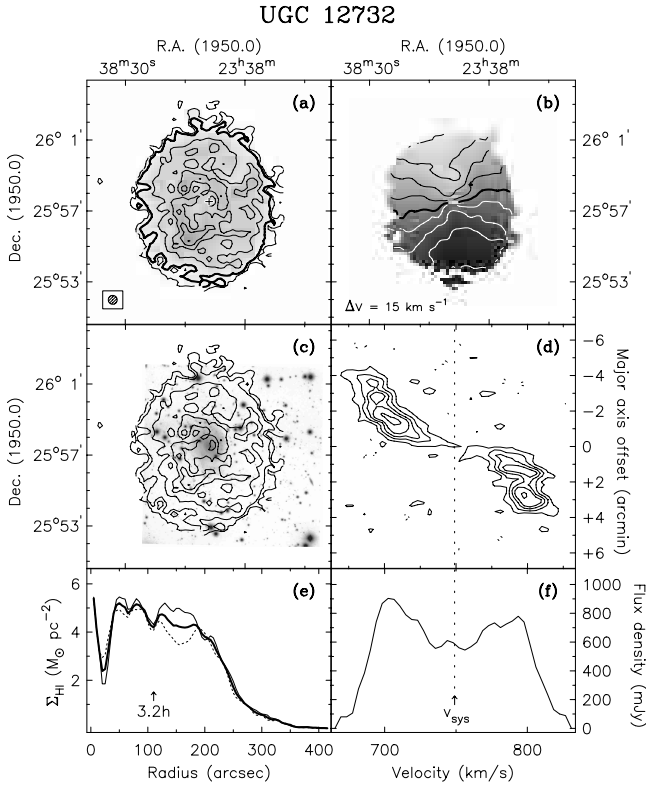 UGC 12732
R.A. (1950.0) R.A. (1950.0)
38ᵐ30ˢ 23ʰ38ᵐ 38ᵐ30ˢ 23ʰ38ᵐ
(a) (b)
Dec. (1950.0)
26° 1' 26° 1'
25°57' 25°57'
25°53' 25°53'
ΔV = 15 km s⁻¹
(c) (d)
Dec. (1950.0)
26° 1'
25°57'
25°53'
-6
-4
-2
0
+2
+4
+6
Major axis offset (arcmin)
(e) (f)
Σ_HI (M⊙ pc⁻²)
6
4
2
3.2h
V_sys
1000
800
600
400
200
0
Flux density (mJy)
0 100 200 300 400 700 800
Radius (arcsec) Velocity (km/s)